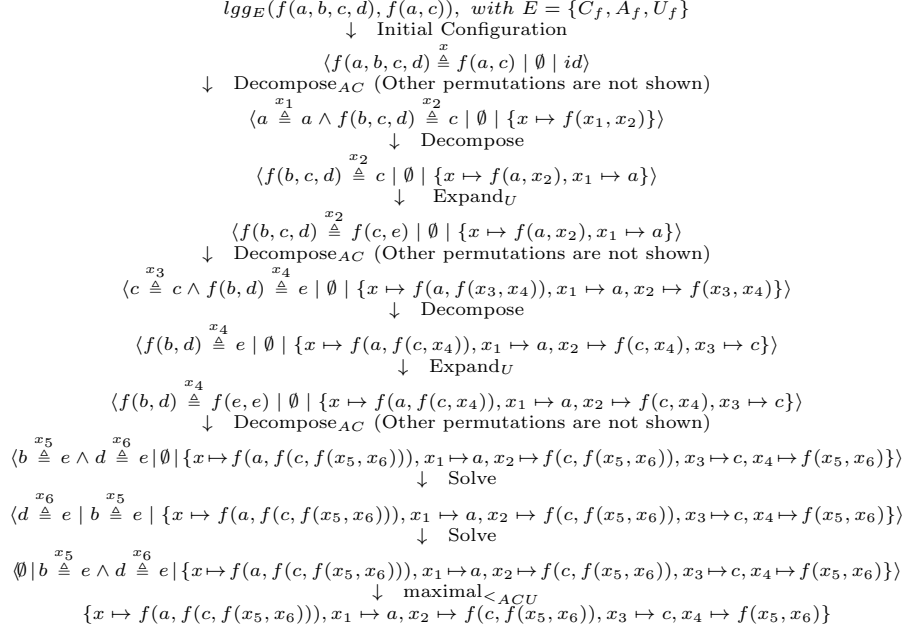 lgg_E(f(a, b, c, d), f(a, c)), with E = {C_f, A_f, U_f}
↓ Initial Configuration
⟨f(a, b, c, d) ≜^x f(a, c) | ∅ | id⟩
↓ Decompose_AC (Other permutations are not shown)
⟨a ≜^{x_1} a ∧ f(b, c, d) ≜^{x_2} c | ∅ | {x ↦ f(x_1, x_2)}⟩
↓ Decompose
⟨f(b, c, d) ≜^{x_2} c | ∅ | {x ↦ f(a, x_2), x_1 ↦ a}⟩
↓ Expand_U
⟨f(b, c, d) ≜^{x_2} f(c, e) | ∅ | {x ↦ f(a, x_2), x_1 ↦ a}⟩
↓ Decompose_AC (Other permutations are not shown)
⟨c ≜^{x_3} c ∧ f(b, d) ≜^{x_4} e | ∅ | {x ↦ f(a, f(x_3, x_4)), x_1 ↦ a, x_2 ↦ f(x_3, x_4)}⟩
↓ Decompose
⟨f(b, d) ≜^{x_4} e | ∅ | {x ↦ f(a, f(c, x_4)), x_1 ↦ a, x_2 ↦ f(c, x_4), x_3 ↦ c}⟩
↓ Expand_U
⟨f(b, d) ≜^{x_4} f(e, e) | ∅ | {x ↦ f(a, f(c, x_4)), x_1 ↦ a, x_2 ↦ f(c, x_4), x_3 ↦ c}⟩
↓ Decompose_AC (Other permutations are not shown)
⟨b ≜^{x_5} e ∧ d ≜^{x_6} e | ∅ | {x ↦ f(a, f(c, f(x_5, x_6))), x_1 ↦ a, x_2 ↦ f(c, f(x_5, x_6)), x_3 ↦ c, x_4 ↦ f(x_5, x_6)}⟩
↓ Solve
⟨d ≜^{x_6} e | b ≜^{x_5} e | {x ↦ f(a, f(c, f(x_5, x_6))), x_1 ↦ a, x_2 ↦ f(c, f(x_5, x_6)), x_3 ↦ c, x_4 ↦ f(x_5, x_6)}⟩
↓ Solve
⟨∅ | b ≜^{x_5} e ∧ d ≜^{x_6} e | {x ↦ f(a, f(c, f(x_5, x_6))), x_1 ↦ a, x_2 ↦ f(c, f(x_5, x_6)), x_3 ↦ c, x_4 ↦ f(x_5, x_6)}⟩
↓ maximal_{<_ACU}
{x ↦ f(a, f(c, f(x_5, x_6))), x_1 ↦ a, x_2 ↦ f(c, f(x_5, x_6)), x_3 ↦ c, x_4 ↦ f(x_5, x_6)}